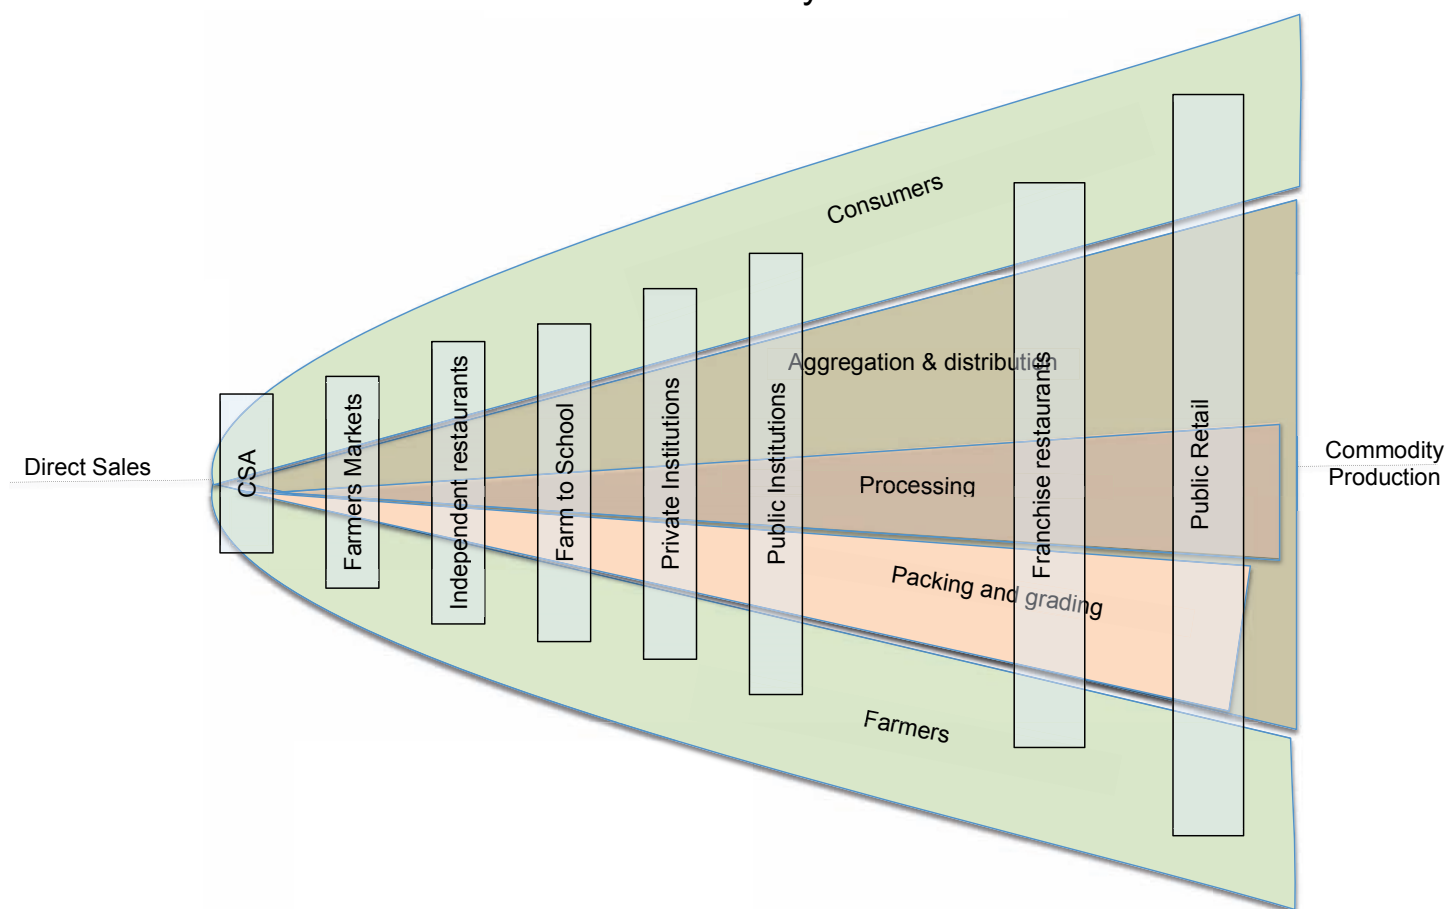 Direct Sales
CSA
Farmers Markets
Independent restaurants
Farm to School
Private Institutions
Public Institutions
Franchise restaurants
Public Retail
Consumers
Aggregation & distribution
Processing
Packing and grading
Farmers
Commodity
Production